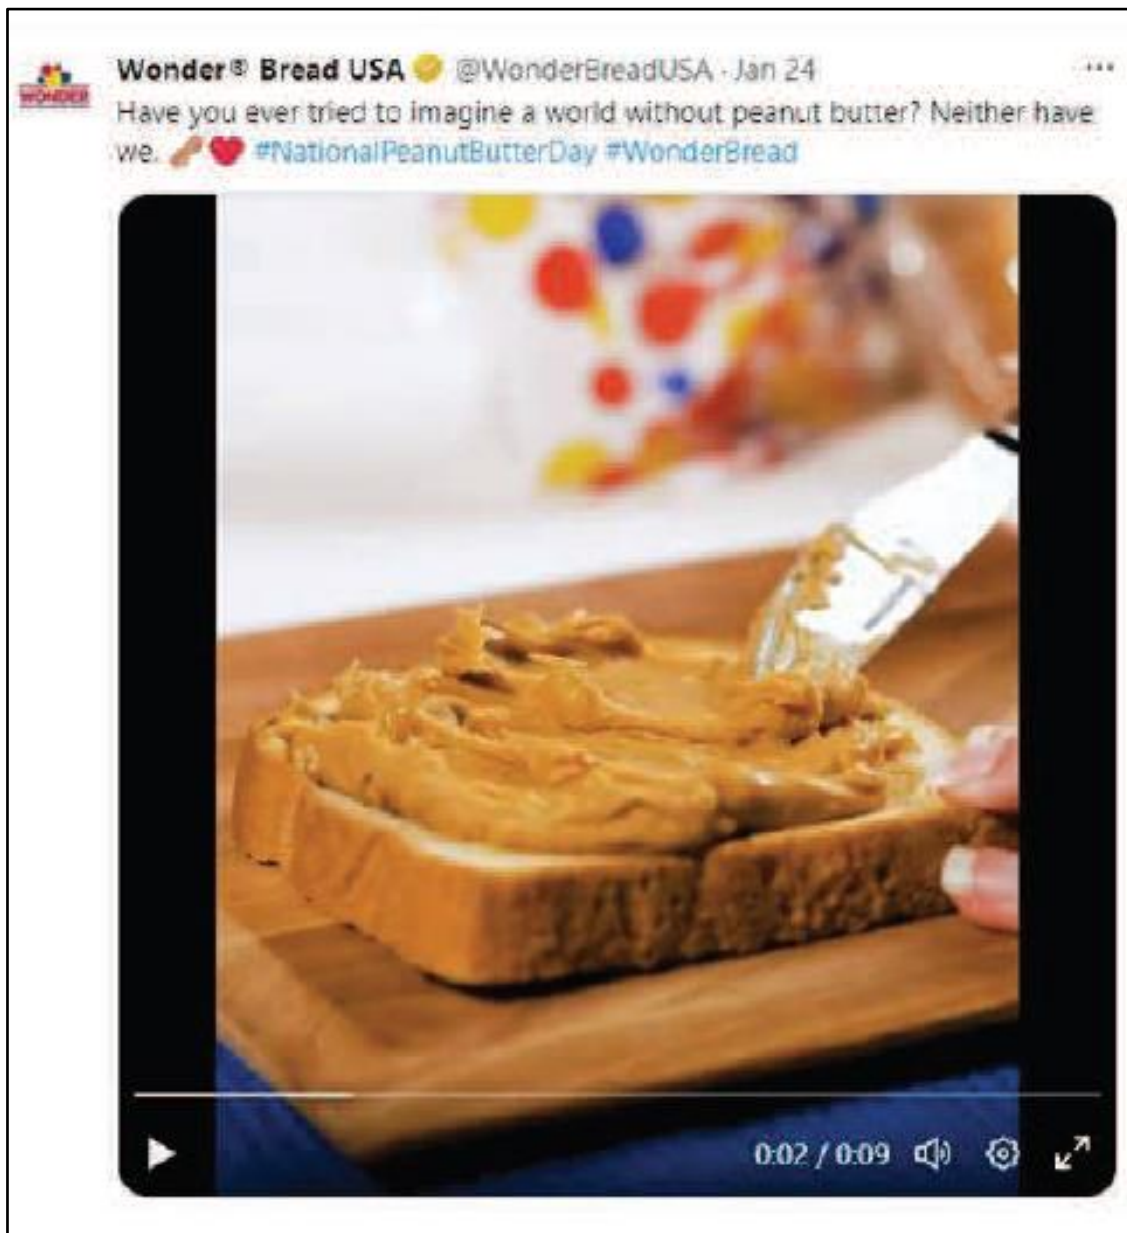 Wonder® Bread USA @WonderBreadUSA · Jan 24
WONDER
Have you ever tried to imagine a world without peanut butter? Neither have
we. 🥜❤️ #NationalPeanutButterDay #WonderBread
0:02 / 0:09